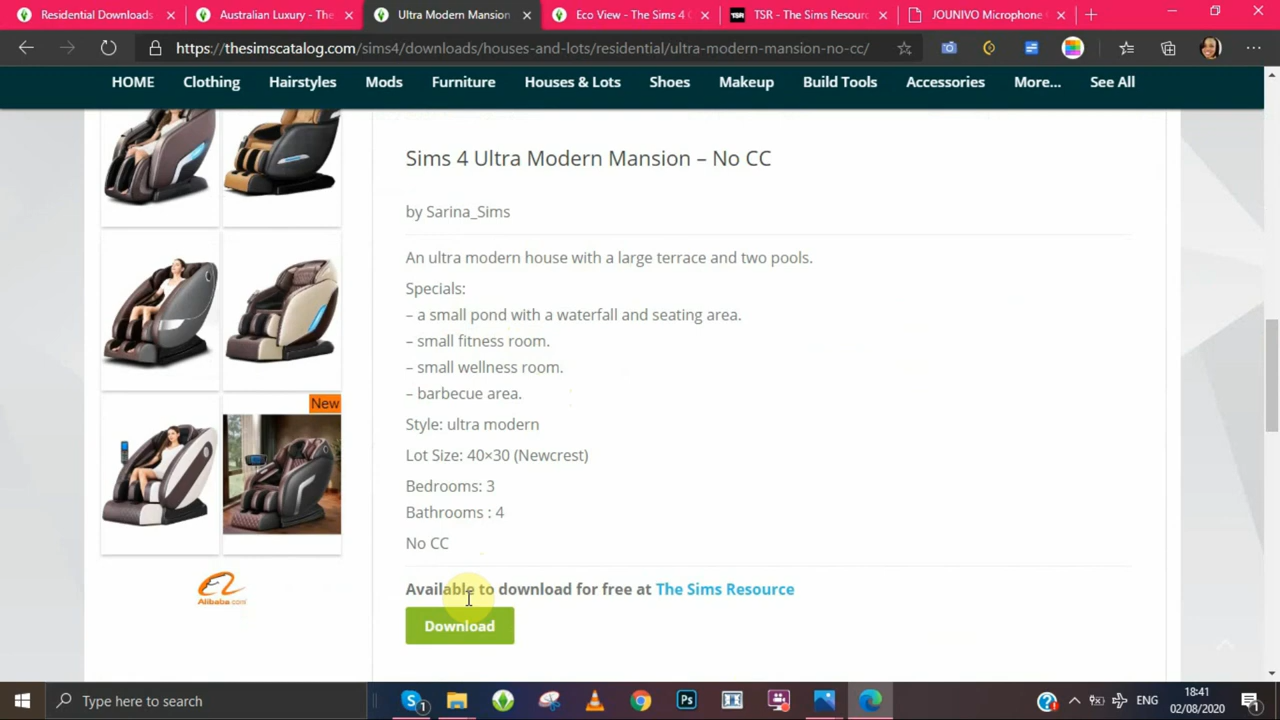 Residential Downloads
Australian Luxury - The
Ultra Modern Mansion
Eco View - The Sims 4 C
TSR - The Sims Resourc
JOUNIVO Microphone
https://thesimscatalog.com/sims4/downloads/houses-and-lots/residential/ultra-modern-mansion-no-cc/
HOME Clothing Hairstyles Mods Furniture Houses & Lots Shoes Makeup Build Tools Accessories More... See All
Sims 4 Ultra Modern Mansion – No CC
by Sarina_Sims
An ultra modern house with a large terrace and two pools.
Specials:
– a small pond with a waterfall and seating area.
– small fitness room.
– small wellness room.
– barbecue area.
Style: ultra modern
Lot Size: 40×30 (Newcrest)
Bedrooms: 3
Bathrooms : 4
No CC
Available to download for free at The Sims Resource
Download
New
Alibaba.com
Type here to search
ENG
18:41
02/08/2020